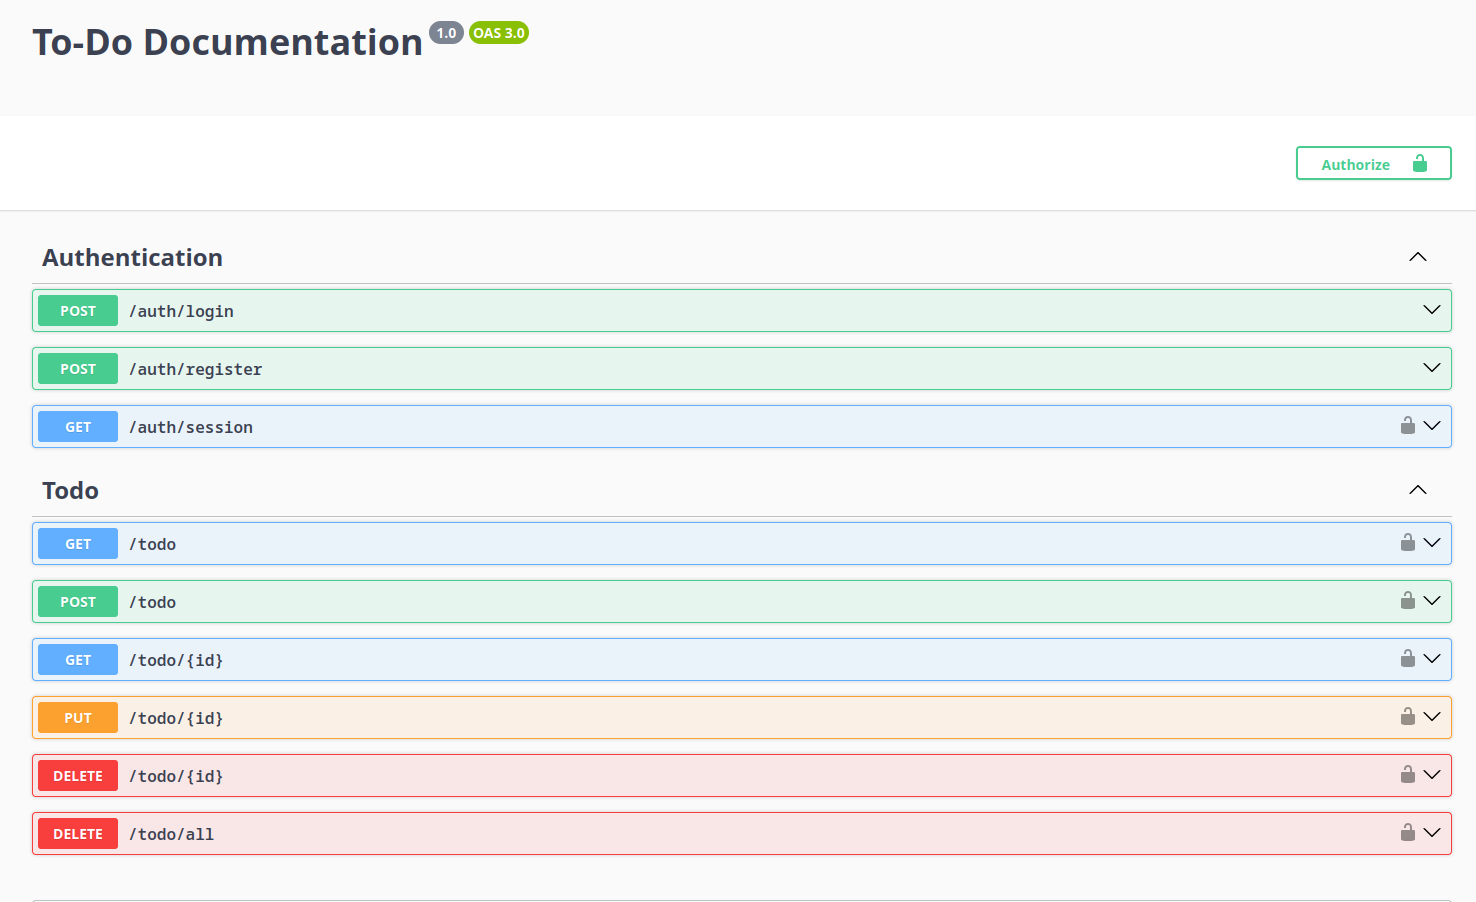 To-Do Documentation 1.0 OAS 3.0
Authorize
Authentication
POST /auth/login
POST /auth/register
GET /auth/session
Todo
GET /todo
POST /todo
GET /todo/{id}
PUT /todo/{id}
DELETE /todo/{id}
DELETE /todo/all